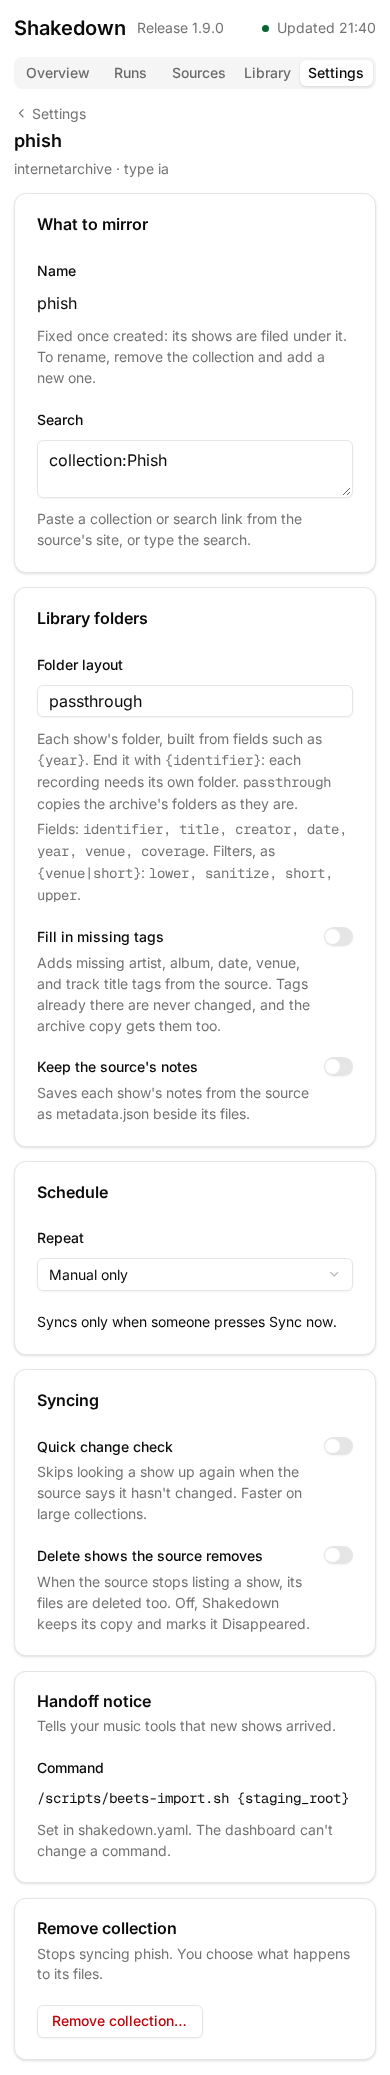 Shakedown Release 1.9.0 Updated 21:40
Overview Runs Sources Library Settings
Settings
phish
internetarchive · type ia
What to mirror
Name
phish
Fixed once created: its shows are filed under it.
To rename, remove the collection and add a
new one.
Search
collection:Phish
Paste a collection or search link from the
source's site, or type the search.
Library folders
Folder layout
passthrough
Each show's folder, built from fields such as
{year}. End it with {identifier}: each
recording needs its own folder. passthrough
copies the archive's folders as they are.
Fields: identifier, title, creator, date,
year, venue, coverage. Filters, as
{venue|short}: lower, sanitize, short,
upper.
Fill in missing tags
Adds missing artist, album, date, venue,
and track title tags from the source. Tags
already there are never changed, and the
archive copy gets them too.
Keep the source's notes
Saves each show's notes from the source
as metadata.json beside its files.
Schedule
Repeat
Manual only
Syncs only when someone presses Sync now.
Syncing
Quick change check
Skips looking a show up again when the
source says it hasn't changed. Faster on
large collections.
Delete shows the source removes
When the source stops listing a show, its
files are deleted too. Off, Shakedown
keeps its copy and marks it Disappeared.
Handoff notice
Tells your music tools that new shows arrived.
Command
/scripts/beets-import.sh {staging_root}
Set in shakedown.yaml. The dashboard can't
change a command.
Remove collection
Stops syncing phish. You choose what happens
to its files.
Remove collection...